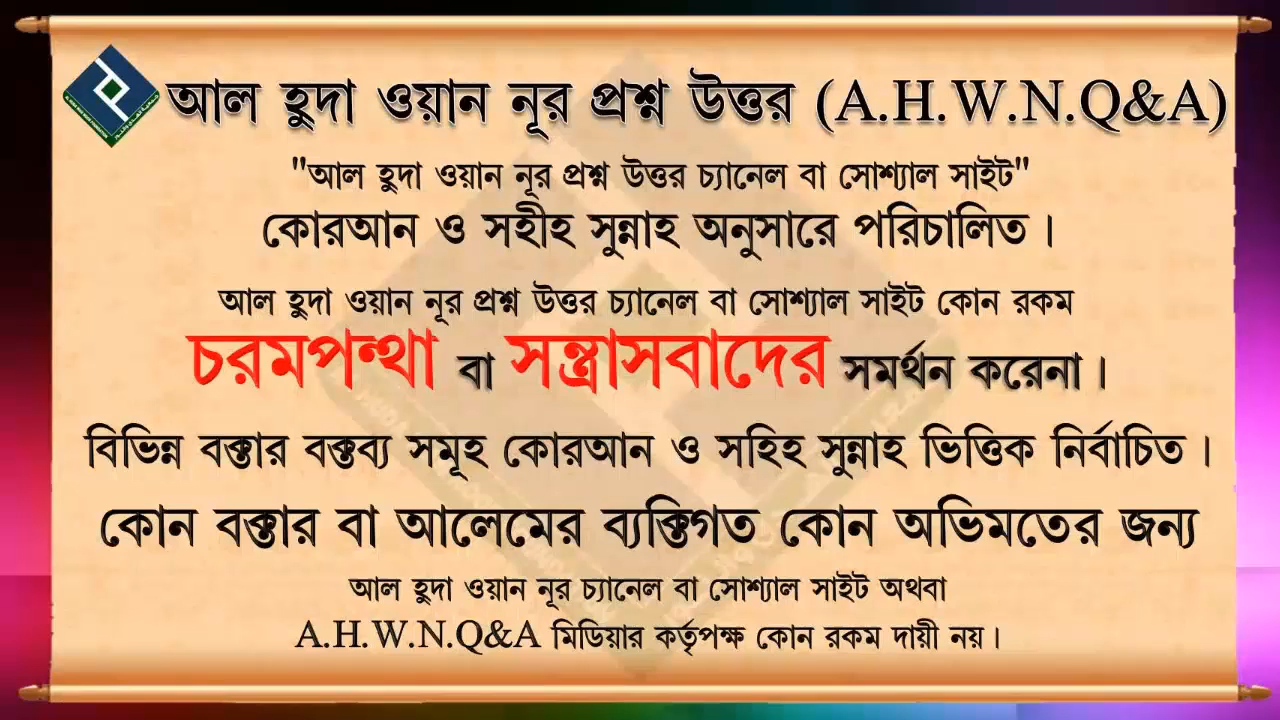 আল হুদা ওয়ান নূর প্রশ্ন উত্তর (A.H.W.N.Q&A)
"আল হুদা ওয়ান নূর প্রশ্ন উত্তর চ্যানেল বা সোশ্যাল সাইট"
কোরআন ও সহীহ সুন্নাহ অনুসারে পরিচালিত ।
আল হুদা ওয়ান নূর প্রশ্ন উত্তর চ্যানেল বা সোশ্যাল সাইট কোন রকম
চরমপন্থা বা সন্ত্রাসবাদের সমর্থন করেনা ।
বিভিন্ন বক্তার বক্তব্য সমূহ কোরআন ও সহিহ সুন্নাহ ভিত্তিক নির্বাচিত ।
কোন বক্তার বা আলেমের ব্যক্তিগত কোন অভিমতের জন্য
আল হুদা ওয়ান নূর চ্যানেল বা সোশ্যাল সাইট অথবা
A.H.W.N.Q&A মিডিয়ার কর্তৃপক্ষ কোন রকম দায়ী নয় ।